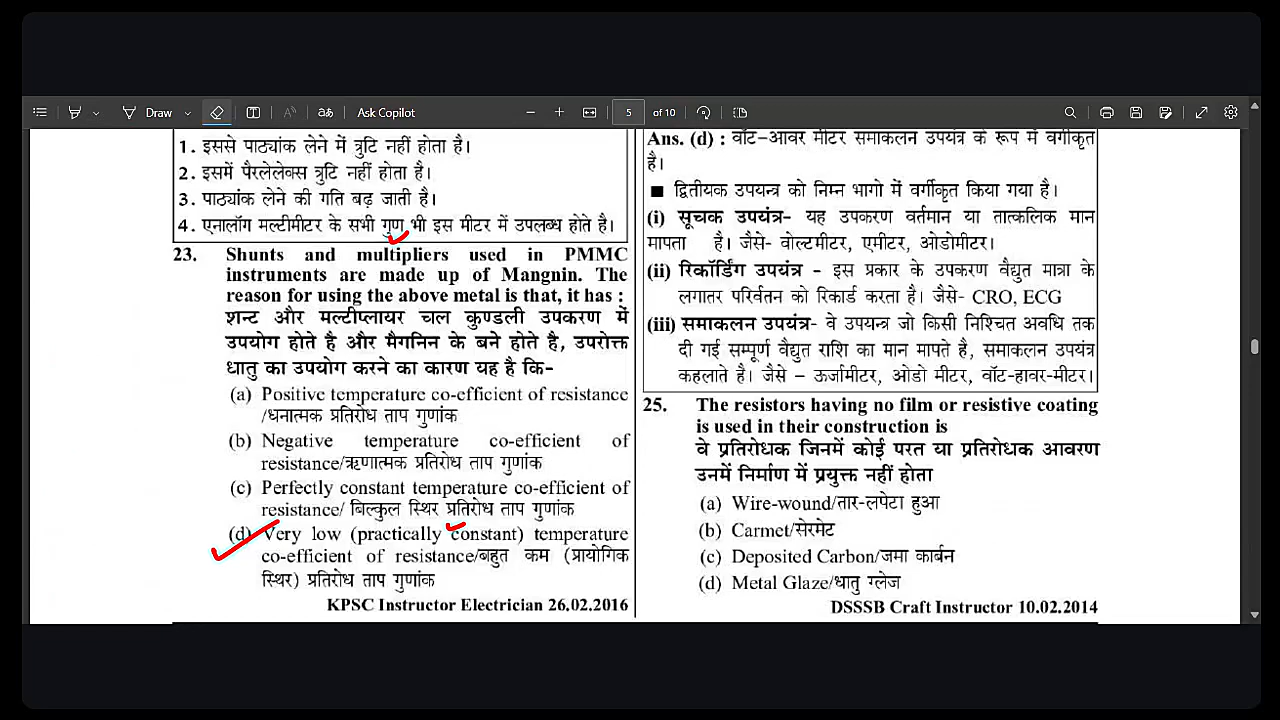 Draw
Ask Copilot
5 of 10
1. इससे पाठ्यांक लेने में त्रुटि नहीं होता है।
2. इसमें पैरलेलेक्स त्रुटि नहीं होता है।
3. पाठ्यांक लेने की गति बढ़ जाती है।
4. एनालॉग मल्टीमीटर के सभी गुण भी इस मीटर में उपलब्ध होते है।
23. Shunts and multipliers used in PMMC
instruments are made up of Mangnin. The
reason for using the above metal is that, it has :
शन्ट और मल्टीप्लायर चल कुण्डली उपकरण में
उपयोग होते है और मैगनिन के बने होते है, उपरोक्त
धातु का उपयोग करने का कारण यह है कि-
(a) Positive temperature co-efficient of resistance
/धनात्मक प्रतिरोध ताप गुणांक
(b) Negative temperature co-efficient of
resistance/ऋणात्मक प्रतिरोध ताप गुणांक
(c) Perfectly constant temperature co-efficient of
resistance/ बिल्कुल स्थिर प्रतिरोध ताप गुणांक
(d) Very low (practically constant) temperature
co-efficient of resistance/बहुत कम (प्रायोगिक
स्थिर) प्रतिरोध ताप गुणांक
KPSC Instructor Electrician 26.02.2016
Ans. (d) : वॉट-आवर मीटर समाकलन उपयंत्र के रूप में वर्गीकृत
है।
■ द्वितीयक उपयन्त्र को निम्न भागो में वर्गीकृत किया गया है।
(i) सूचक उपयंत्र- यह उपकरण वर्तमान या तात्कलिक मान
मापता है। जैसे- वोल्टमीटर, एमीटर, ओडोमीटर।
(ii) रिकॉर्डिंग उपयंत्र - इस प्रकार के उपकरण वैद्युत मात्रा के
लगातर परिवर्तन को रिकार्ड करता है। जैसे- CRO, ECG
(iii) समाकलन उपयंत्र- वे उपयन्त्र जो किसी निश्चित अवधि तक
दी गई सम्पूर्ण वैद्युत राशि का मान मापते है, समाकलन उपयंत्र
कहलाते है। जैसे – ऊर्जामीटर, ओडो मीटर, वॉट-हावर-मीटर।
25. The resistors having no film or resistive coating
is used in their construction is
वे प्रतिरोधक जिनमें कोई परत या प्रतिरोधक आवरण
उनमें निर्माण में प्रयुक्त नहीं होता
(a) Wire-wound/तार-लपेटा हुआ
(b) Carmet/सेरमेट
(c) Deposited Carbon/जमा कार्बन
(d) Metal Glaze/धातु ग्लेज
DSSSB Craft Instructor 10.02.2014